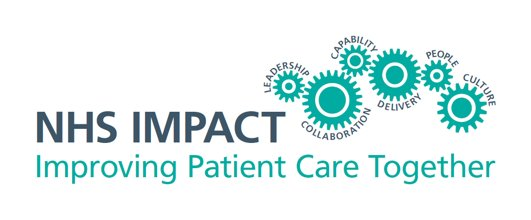 LEADERSHIP
COLLABORATION
CAPABILITY
DELIVERY
PEOPLE
CULTURE
NHS IMPACT
Improving Patient Care Together